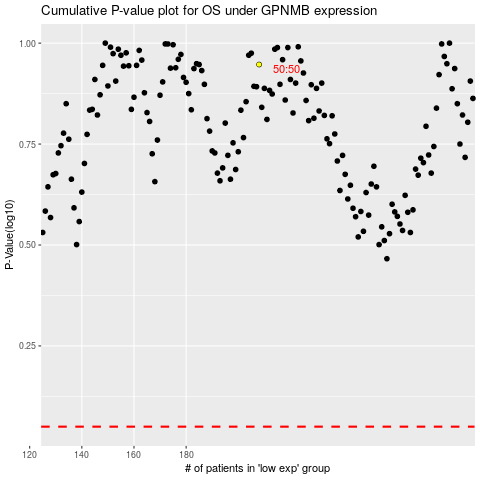 Cumulative P-value plot for OS under GPNMB expression
P-Value(log10)
1.00
0.75
0.50
0.25
50:50
120 140 160 180
# of patients in 'low exp' group